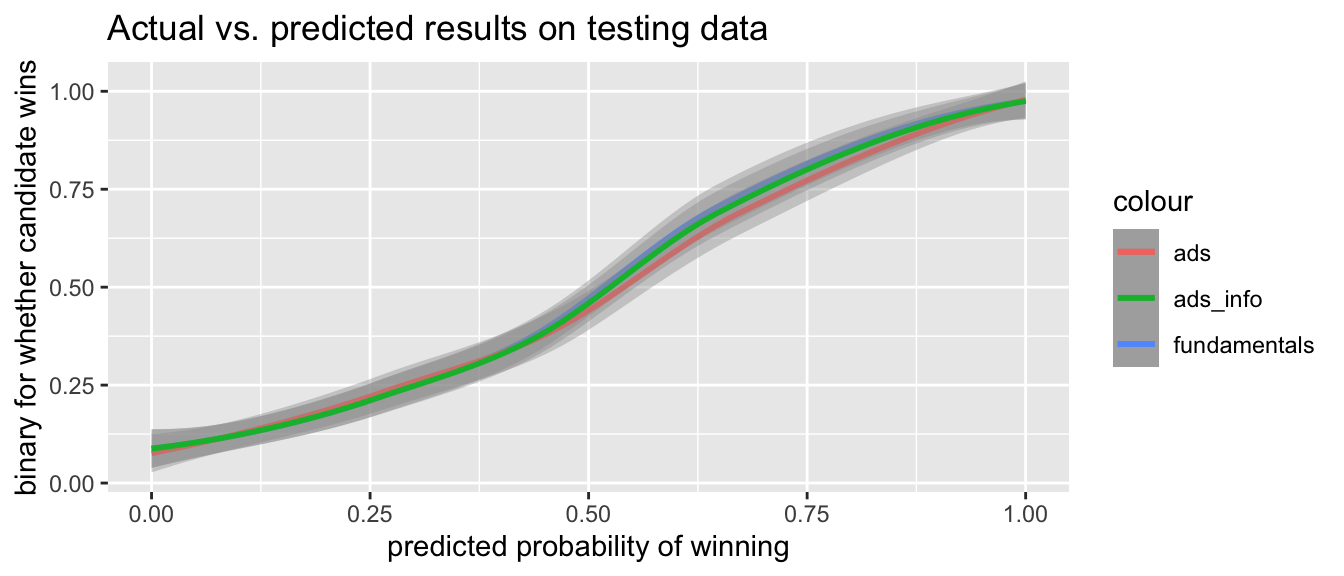 Actual vs. predicted results on testing data
binary for whether candidate wins
1.00
0.75
0.50
0.25
0.00
0.00 0.25 0.50 0.75 1.00
predicted probability of winning
colour
ads
ads_info
fundamentals